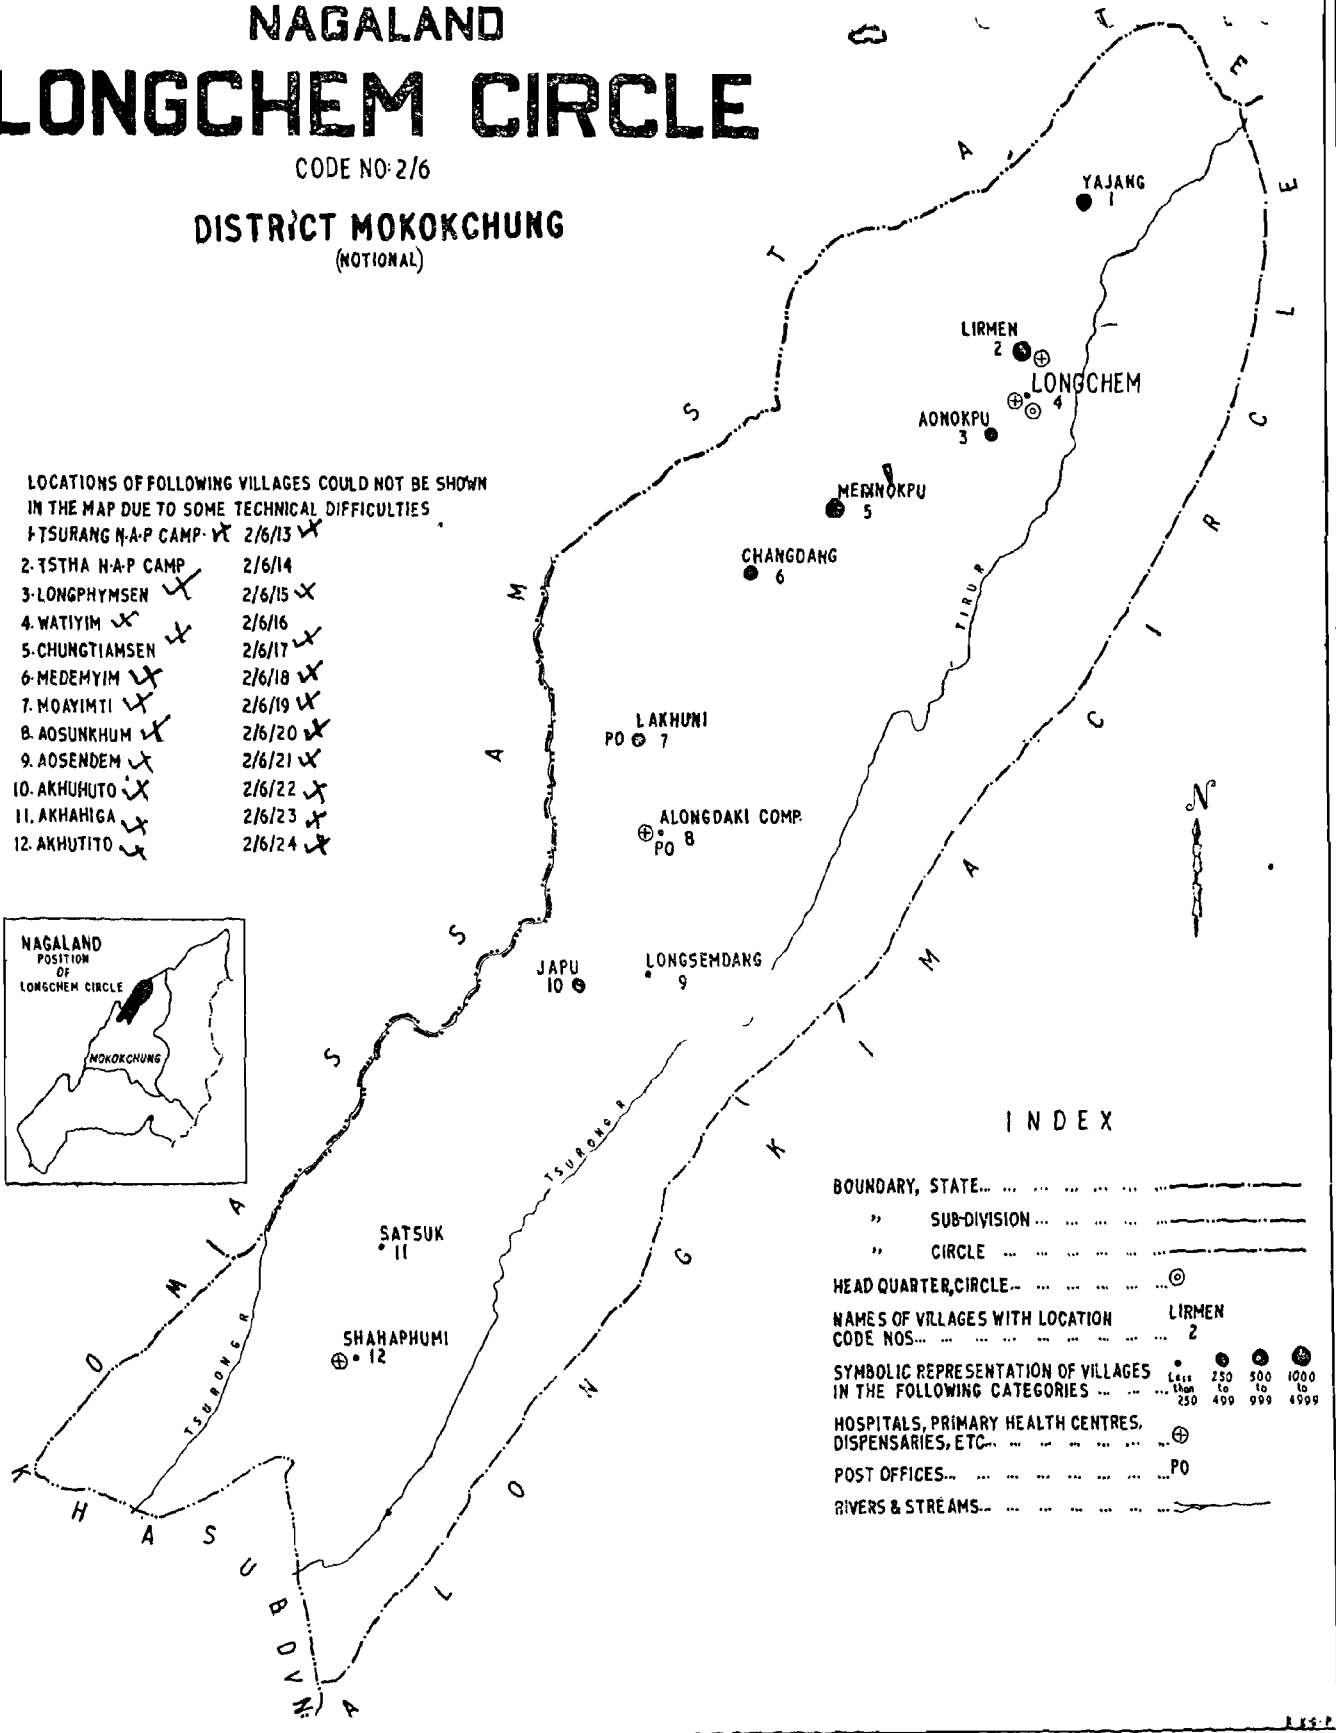 NAGALAND
LONGCHEM CIRCLE
CODE NO: 2/6
DISTRICT MOKOKCHUNG
(NOTIONAL)
LOCATIONS OF FOLLOWING VILLAGES COULD NOT BE SHOWN
IN THE MAP DUE TO SOME TECHNICAL DIFFICULTIES
1. TSURANG N.A.P CAMP. 2/6/13
2. TSTHA N.A.P CAMP 2/6/14
3. LONGPHYMSEN 2/6/15
4. WATIYIM 2/6/16
5. CHUNGTIAMSEN 2/6/17
6. MEDEMYIM 2/6/18
7. MOAYIMTI 2/6/19
8. AOSUNKHUM 2/6/20
9. AOSENDEM 2/6/21
10. AKHUHUTO 2/6/22
11. AKHAHIGA 2/6/23
12. AKHUTITO 2/6/24
ASSAM STATE
YAJANG
1
LIRMEN
2
LONGCHEM
4
AONOKPU
3
MEDINOKPU
5
CHANGDANG
6
TIRU R
LAKHUNI
PO 7
ALONGDAKI COMP.
8
PO
LONGSEMDANG
9
JAPU
10
TSURONG R
SATSUK
11
SHAHAPHUMI
12
TSURONG R
KOMA
KHA SUBDVN.
ALONGKIMA CIRCLE
N
NAGALAND
POSITION
OF
LONGCHEM CIRCLE
MOKOKCHUNG
INDEX
BOUNDARY, STATE... ... ... ... ... ... ...
" SUB-DIVISION ... ... ... ... ... ...
" CIRCLE ... ... ... ... ... ...
HEAD QUARTER, CIRCLE... ... ... ... ... ...
NAMES OF VILLAGES WITH LOCATION LIRMEN
CODE NOS... ... ... ... ... ... ... ... ... 2
SYMBOLIC REPRESENTATION OF VILLAGES
IN THE FOLLOWING CATEGORIES ... ... ...
Less than 250
250 to 499
500 to 999
1000 to 4999
HOSPITALS, PRIMARY HEALTH CENTRES,
DISPENSARIES, ETC... ... ... ... ... ... ...
POST OFFICES... ... ... ... ... ... ... ... PO
RIVERS & STREAMS... ... ... ... ... ... ...